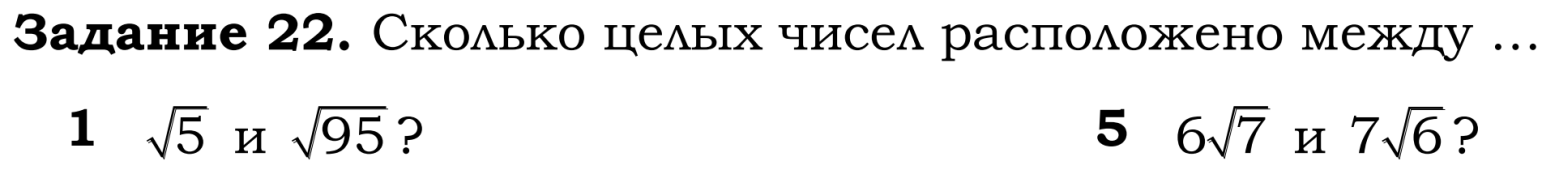 Задание 22. Сколько целых чисел расположено между ...
1 √5 и √95? 5 6√7 и 7√6?